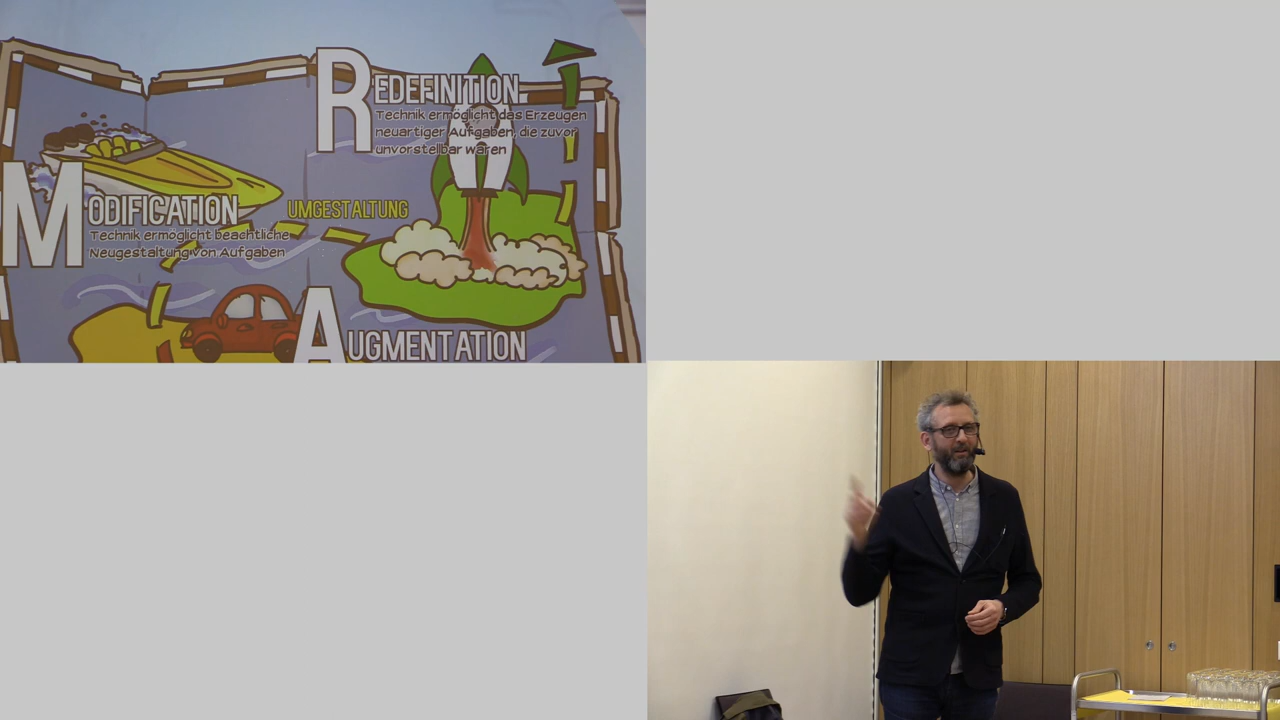 REDEFINITION
Technik ermöglicht das Erzeugen
neuartiger Aufgaben, die zuvor
unvorstellbar waren
MODIFICATION
UMGESTALTUNG
Technik ermöglicht beachtliche
Neugestaltung von Aufgaben
AUGMENTATION